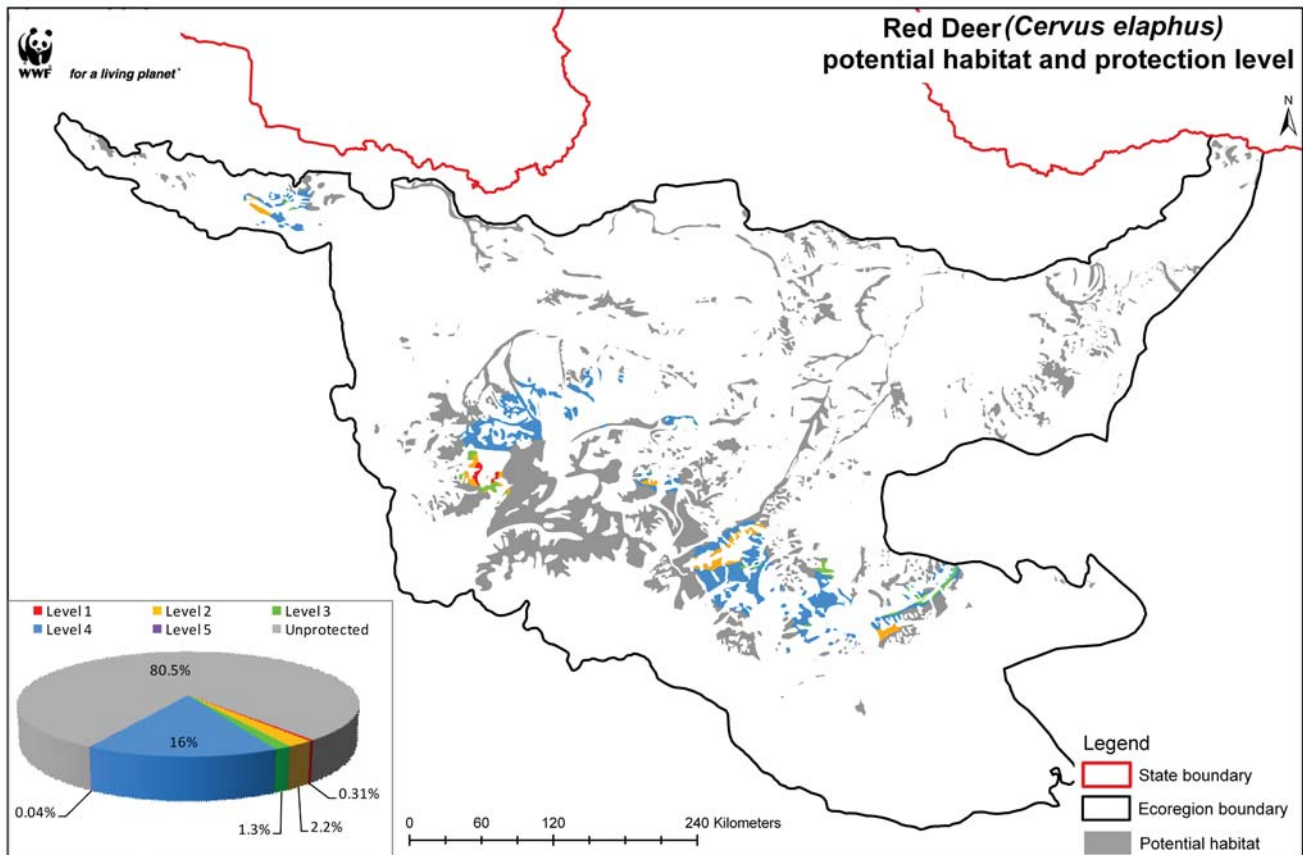 Red Deer (Cervus elaphus)
potential habitat and protection level
WWF
for a living planet®
N
Level 1
Level 2
Level 3
Level 4
Level 5
Unprotected
80.5%
16%
0.04%
1.3%
2.2%
0.31%
0 60 120 240 Kilometers
Legend
State boundary
Ecoregion boundary
Potential habitat